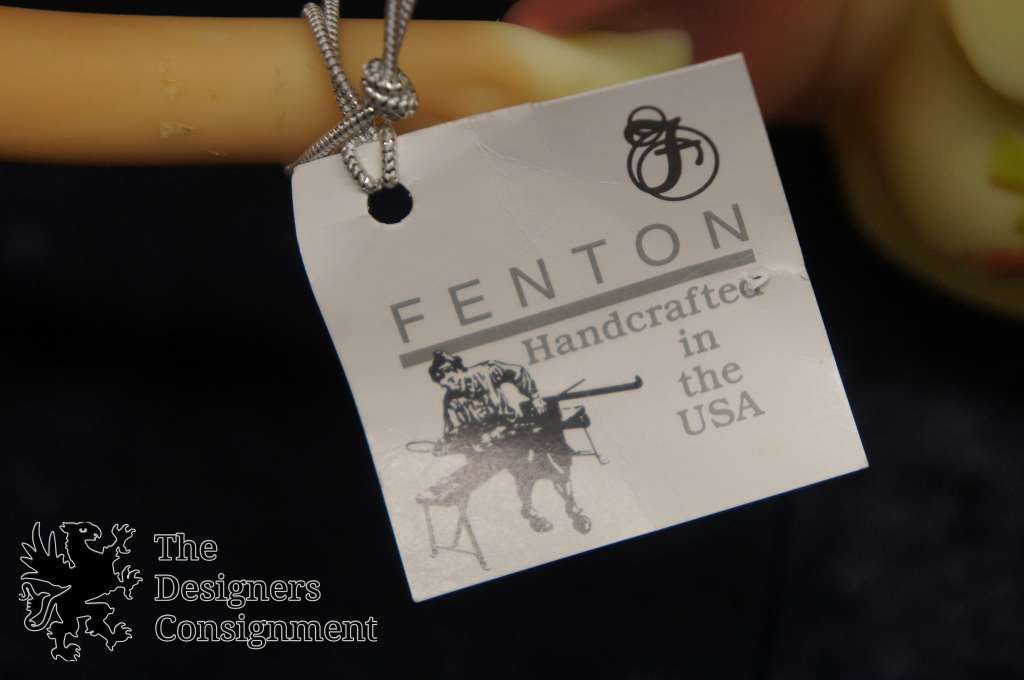 F
FENTON
Handcrafted
in
the
USA
The
Designers
Consignment